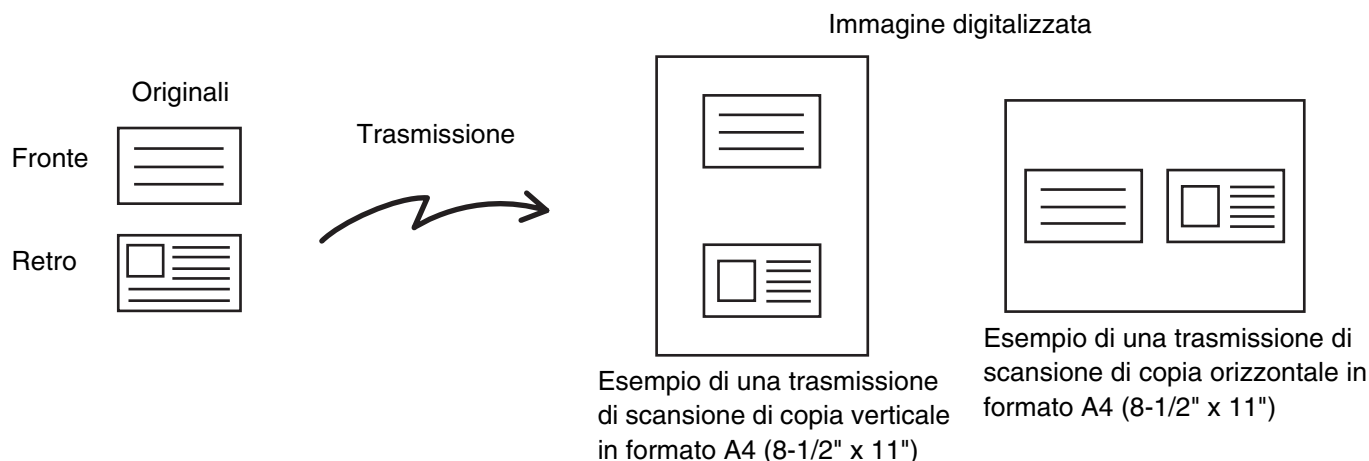 Immagine digitalizzata
Originali
Fronte
Trasmissione
Retro
Esempio di una trasmissione
di scansione di copia verticale
in formato A4 (8-1/2" x 11")
Esempio di una trasmissione di
scansione di copia orizzontale in
formato A4 (8-1/2" x 11")